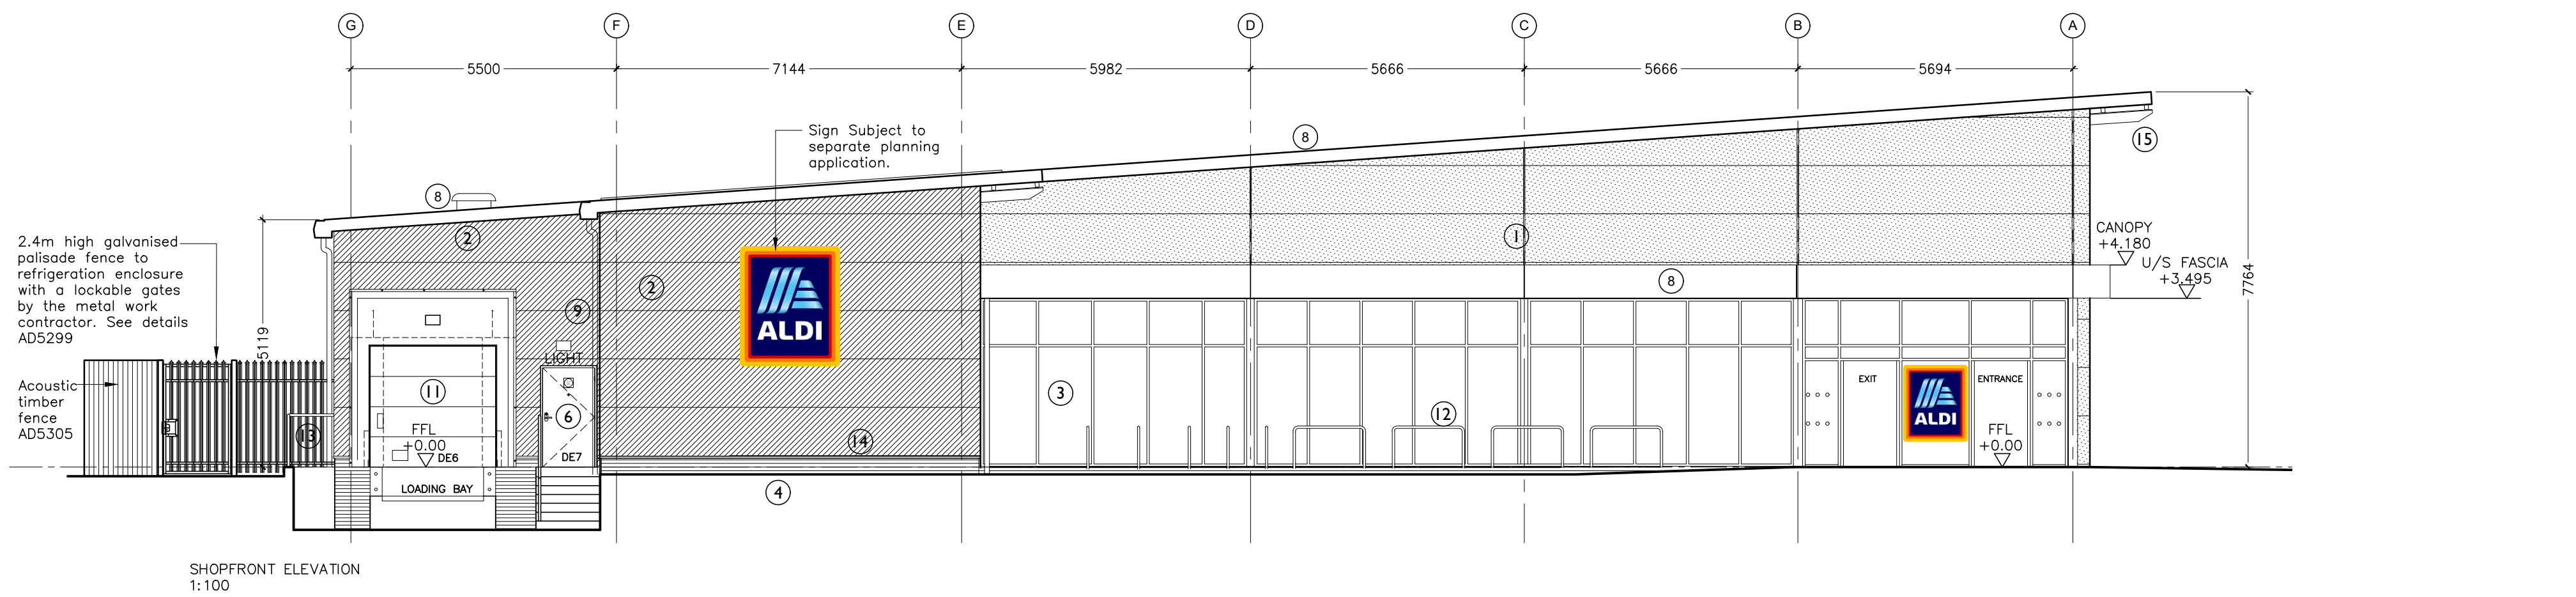 G F E D C B A
5500 7144 5982 5666 5666 5694
8
15
Sign Subject to
separate planning
application.
8
2
2.4m high galvanised
palisade fence to
refrigeration enclosure
with a lockable gates
by the metal work
contractor. See details
AD5299
5119
2
9
LIGHT
ALDI
1
8
CANOPY
+4.180
U/S FASCIA
+3.495
7764
Acoustic
timber
fence
AD5305
13
11
FFL
+0.00
DE6
6
DE7
LOADING BAY
14
4
3
12
EXIT
ALDI
ENTRANCE
FFL
+0.00
SHOPFRONT ELEVATION
1:100